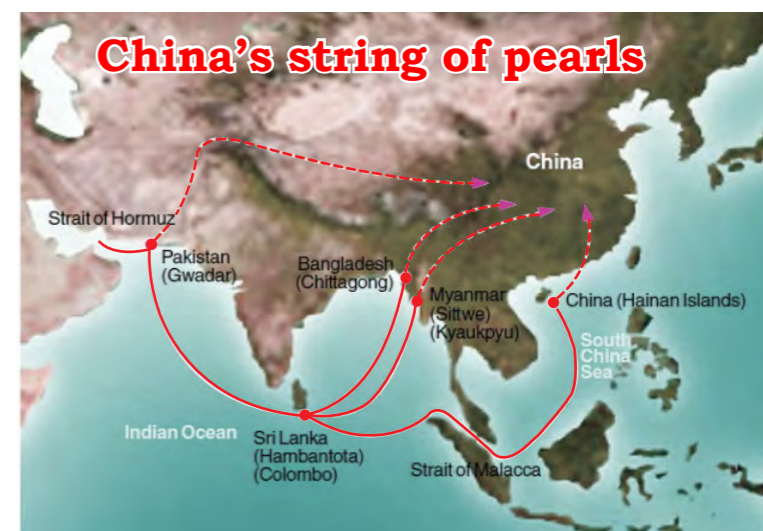 China's string of pearls
China
Strait of Hormuz
Pakistan
(Gwadar)
Bangladesh
(Chittagong)
Myanmar
(Sittwe)
(Kyaukpyu)
China (Hainan Islands)
South
China
Sea
Indian Ocean
Sri Lanka
(Hambantota)
(Colombo)
Strait of Malacca